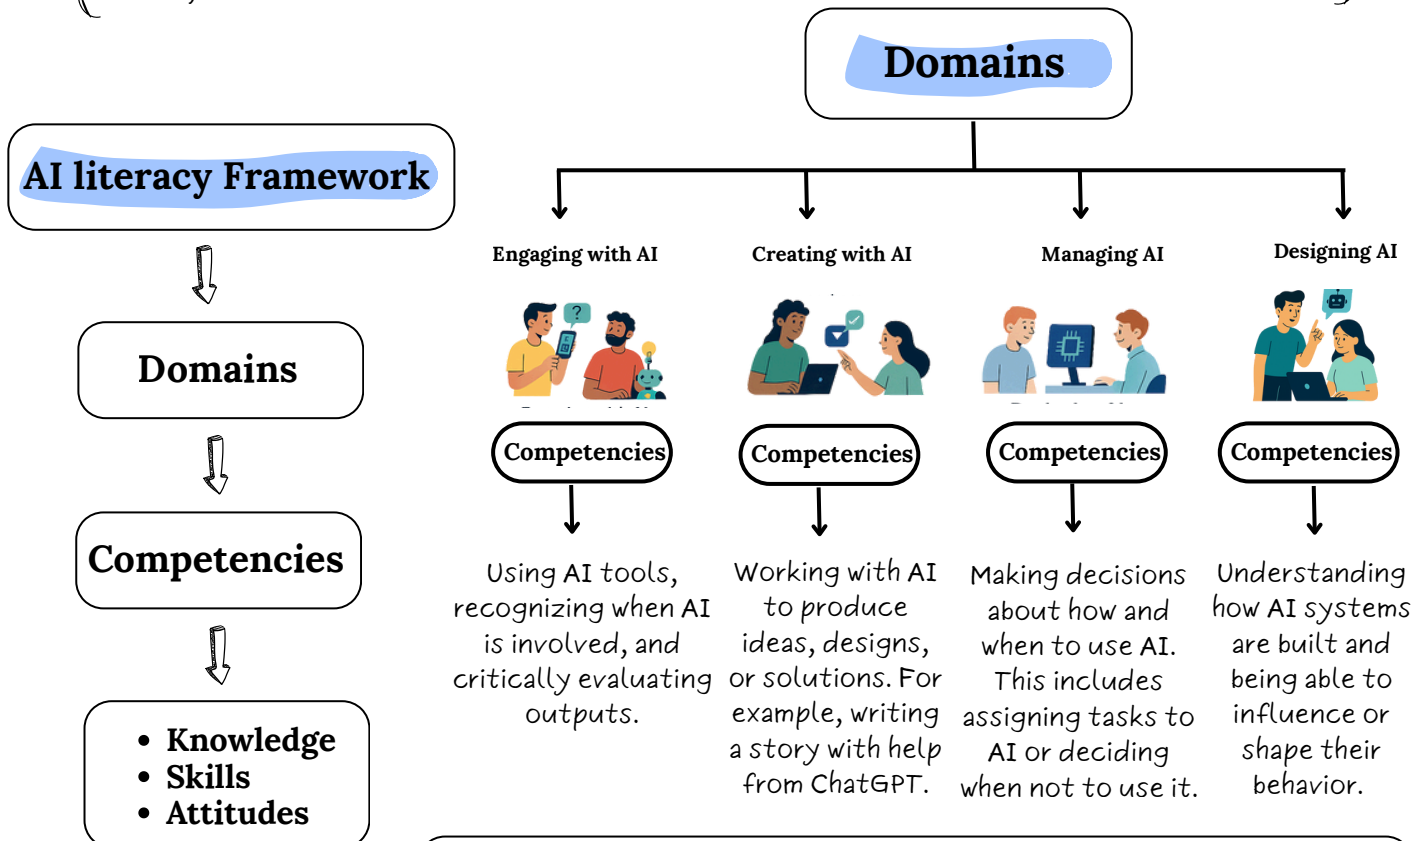 Domains
AI literacy Framework
Domains
Competencies
Knowledge
Skills
Attitudes
Engaging with AI
Creating with AI
Managing AI
Designing AI
?
Competencies
Competencies
Competencies
Competencies
Using AI tools,
recognizing when AI
is involved, and
critically evaluating
outputs.
Working with AI
to produce
ideas, designs,
or solutions. For
example, writing
a story with help
from ChatGPT.
Making decisions
about how and
when to use AI.
This includes
assigning tasks to
AI or deciding
when not to use it.
Understanding
how AI systems
are built and
being able to
influence or
shape their
behavior.